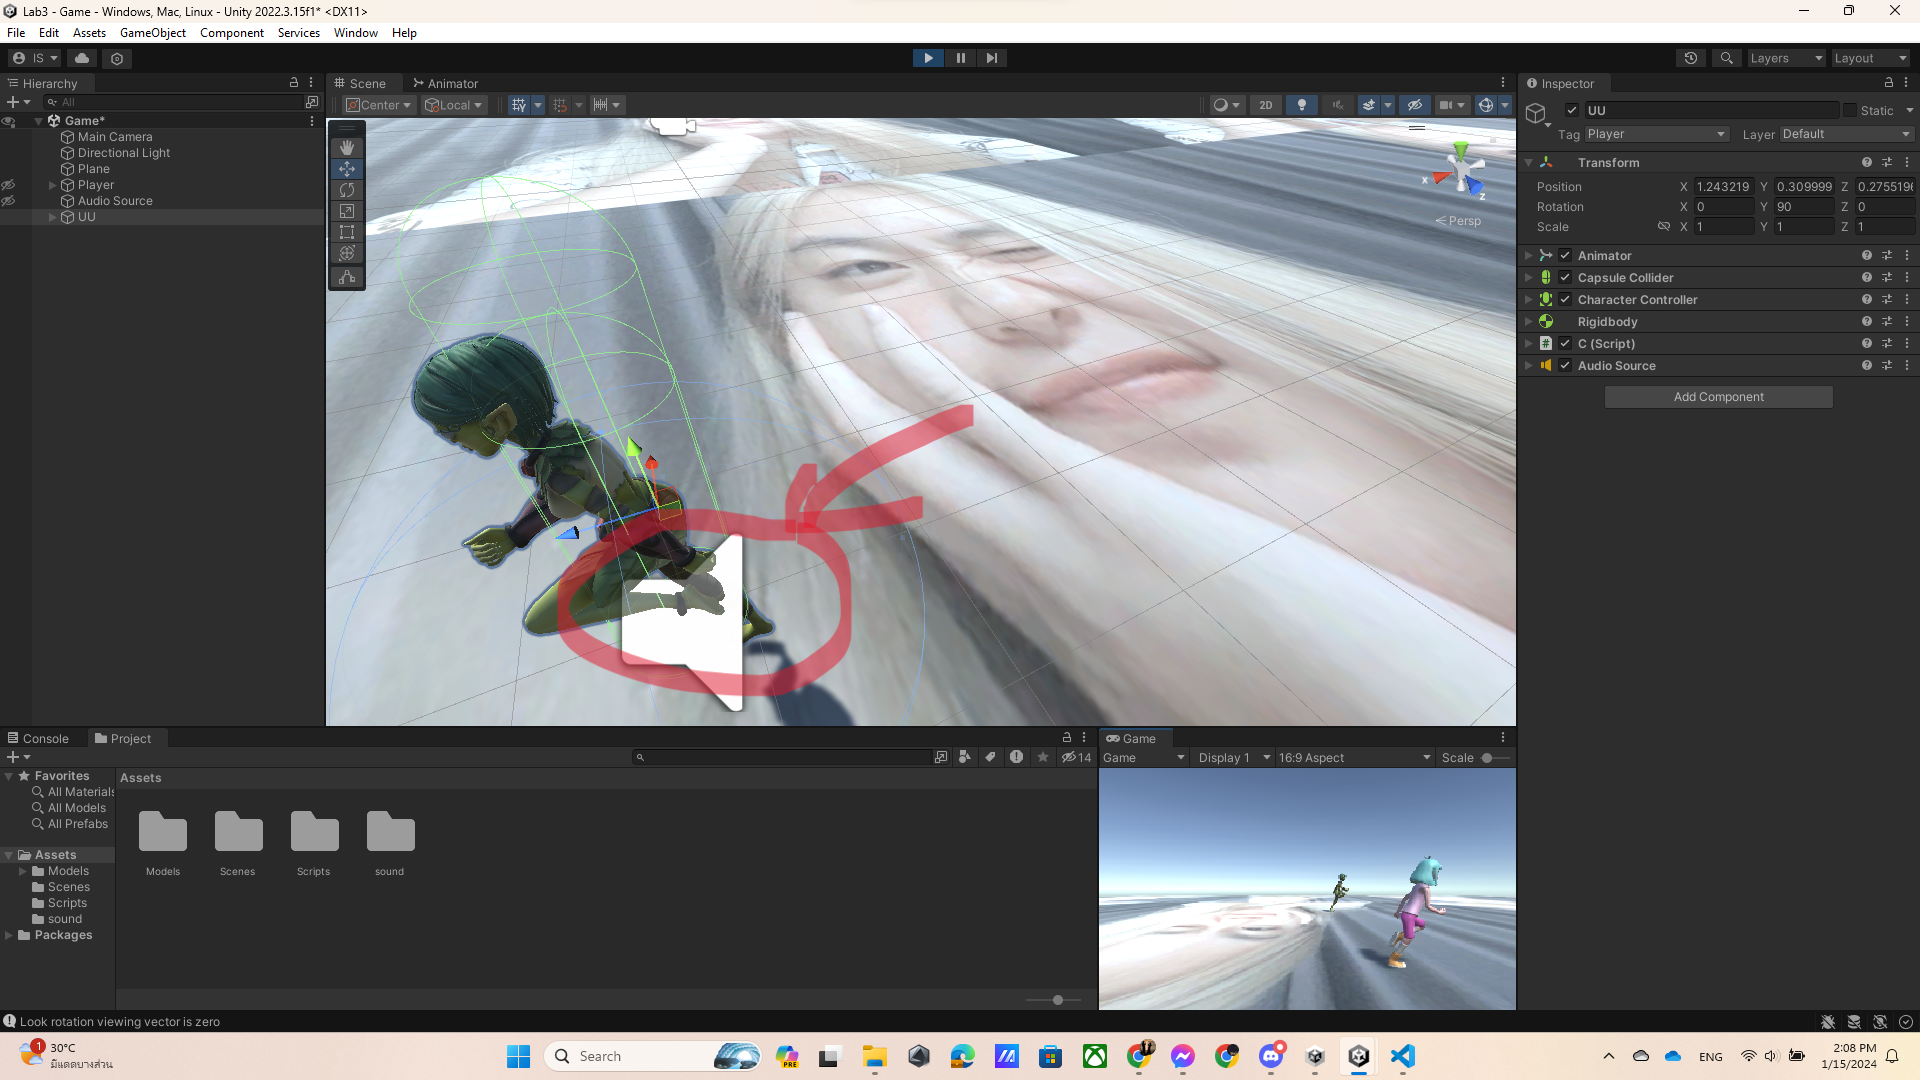 Lab3 - Game - Windows, Mac, Linux - Unity 2022.3.15f1* <DX11>
File Edit Assets GameObject Component Services Window Help
IS Layers Layout
Hierarchy
All
Game*
Main Camera
Directional Light
Plane
Player
Audio Source
UU
Scene Animator
Center Local 2D
x z
Persp
Inspector
UU Static
Tag Player Layer Default
Transform
Position X 1.243219 Y 0.309999 Z 0.2755196
Rotation X 0 Y 90 Z 0
Scale X 1 Y 1 Z 1
Animator
Capsule Collider
Character Controller
Rigidbody
# C (Script)
Audio Source
Add Component
Console Project
14
Favorites
All Materials
All Models
All Prefabs
Assets
Models
Scenes
Scripts
sound
Packages
Assets
Models Scenes Scripts sound
Game
Game Display 1 16:9 Aspect Scale
Look rotation viewing vector is zero
1 30°C
มีแดดบางส่วน
Search
PRE
ENG
2:08 PM
1/15/2024